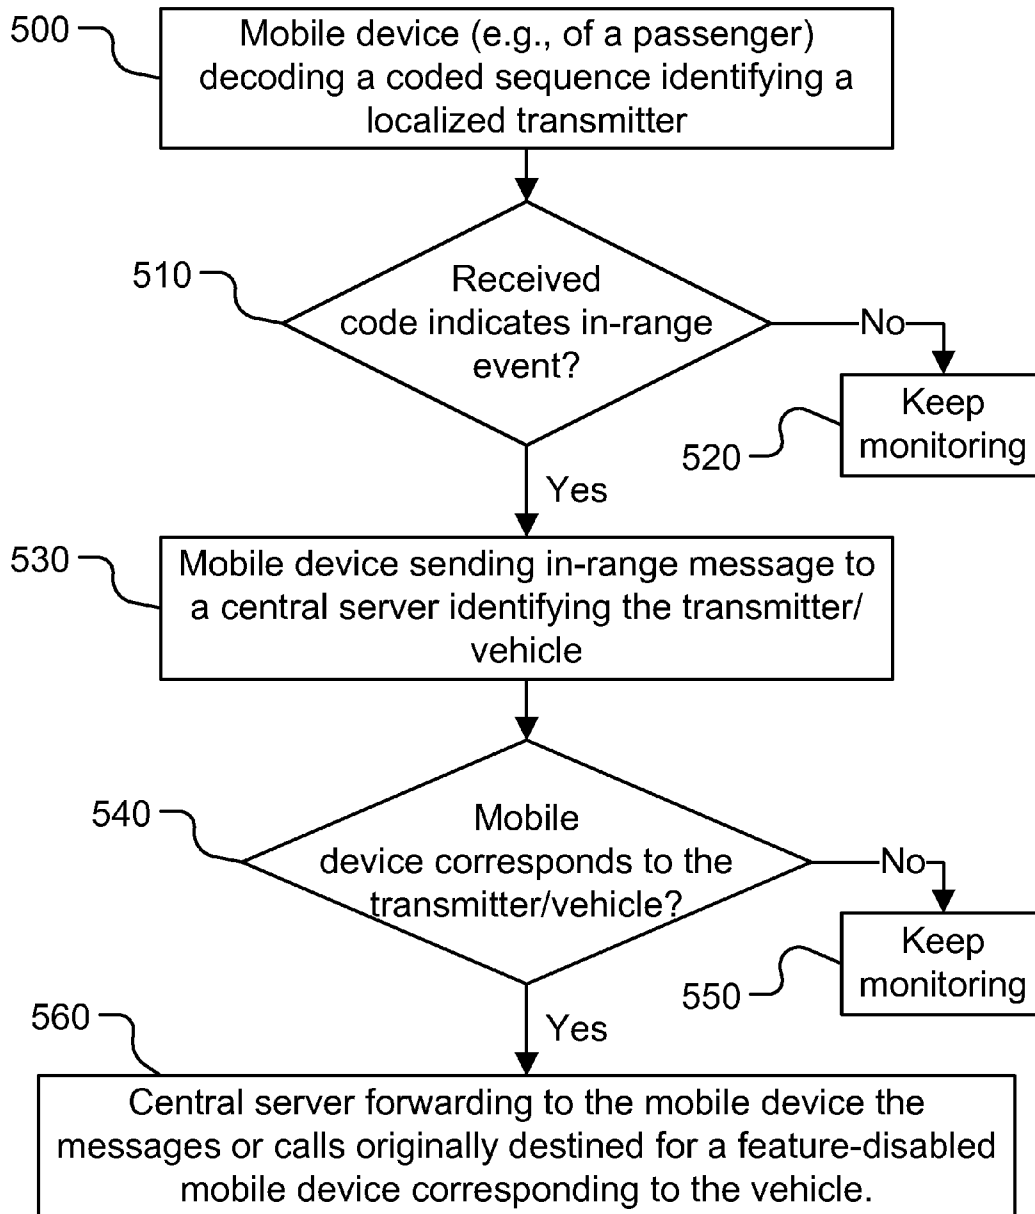 500
Mobile device (e.g., of a passenger)
decoding a coded sequence identifying a
localized transmitter
510
Received
code indicates in-range
event?
No
520
Keep
monitoring
Yes
530
Mobile device sending in-range message to
a central server identifying the transmitter/
vehicle
540
Mobile
device corresponds to the
transmitter/vehicle?
No
550
Keep
monitoring
Yes
560
Central server forwarding to the mobile device the
messages or calls originally destined for a feature-disabled
mobile device corresponding to the vehicle.